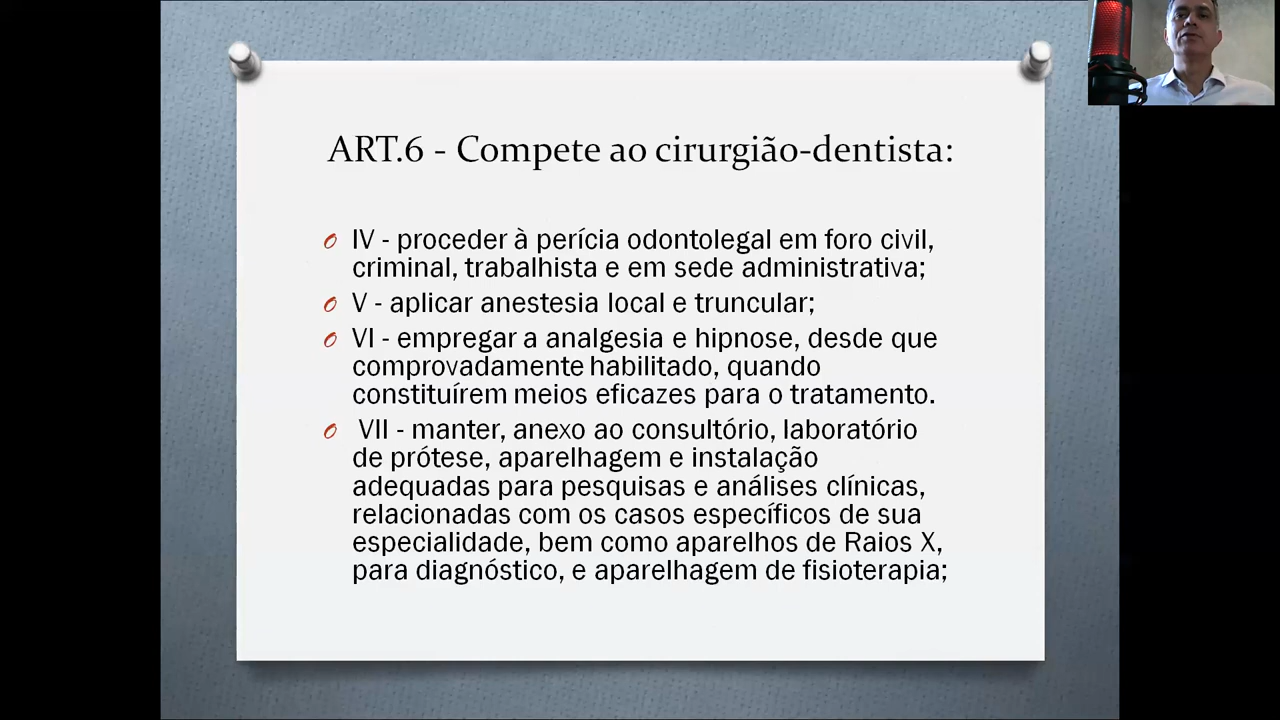 ART.6 - Compete ao cirurgião-dentista:
IV - proceder à perícia odontolegal em foro civil,
criminal, trabalhista e em sede administrativa;
V - aplicar anestesia local e truncular;
VI - empregar a analgesia e hipnose, desde que
comprovadamente habilitado, quando
constituírem meios eficazes para o tratamento.
VII - manter, anexo ao consultório, laboratório
de prótese, aparelhagem e instalação
adequadas para pesquisas e análises clínicas,
relacionadas com os casos específicos de sua
especialidade, bem como aparelhos de Raios X,
para diagnóstico, e aparelhagem de fisioterapia;